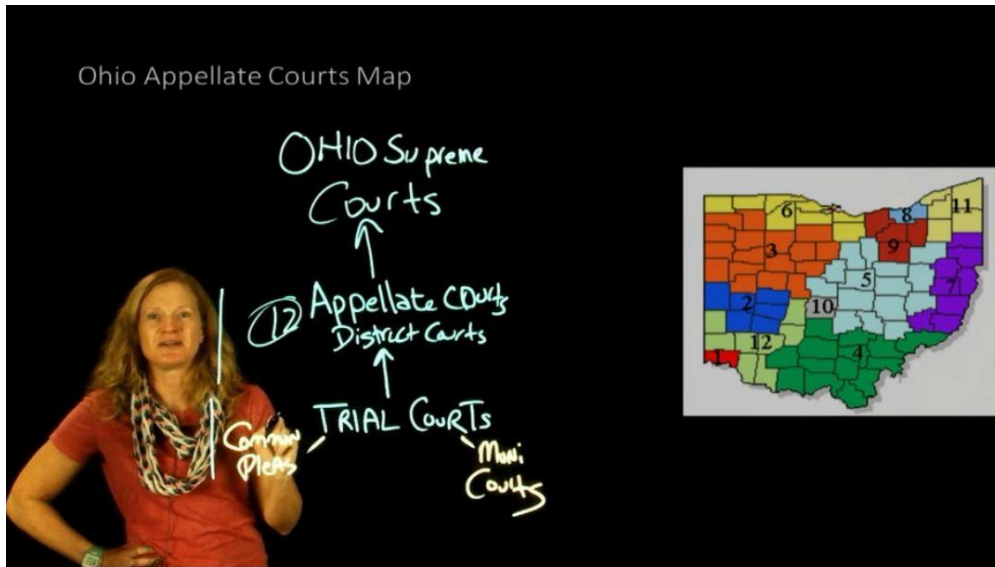 Ohio Appellate Courts Map
OHIO Supreme
Courts
12
Appellate Courts
District Courts
TRIAL COURTS
Common
Pleas
Muni
Courts
6
8
11
3
9
5
7
2
10
12
4
1